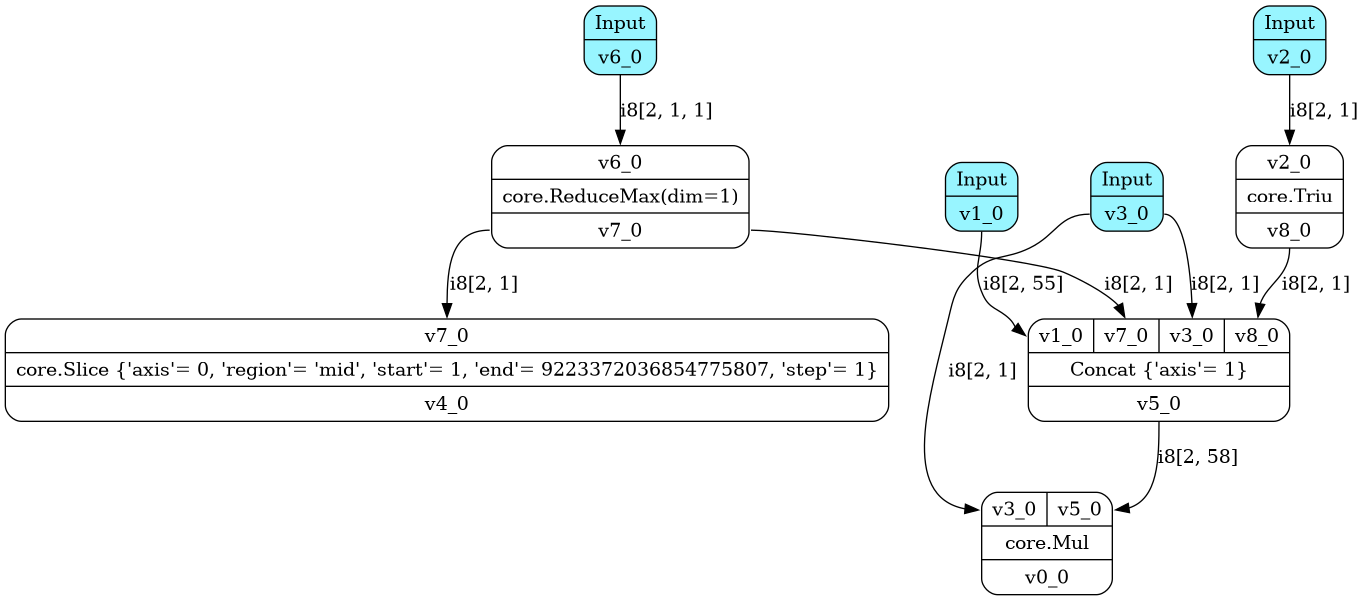 Input
v6_0
Input
v2_0
i8[2, 1, 1]
i8[2, 1]
v6_0
core.ReduceMax(dim=1)
v7_0
Input
v1_0
Input
v3_0
v2_0
core.Triu
v8_0
i8[2, 1]
i8[2, 55]
i8[2, 1]
i8[2, 1]
i8[2, 1]
v7_0
core.Slice {'axis'= 0, 'region'= 'mid', 'start'= 1, 'end'= 9223372036854775807, 'step'= 1}
v4_0
i8[2, 1]
v1_0 v7_0 v3_0 v8_0
Concat {'axis'= 1}
v5_0
i8[2, 58]
v3_0 v5_0
core.Mul
v0_0